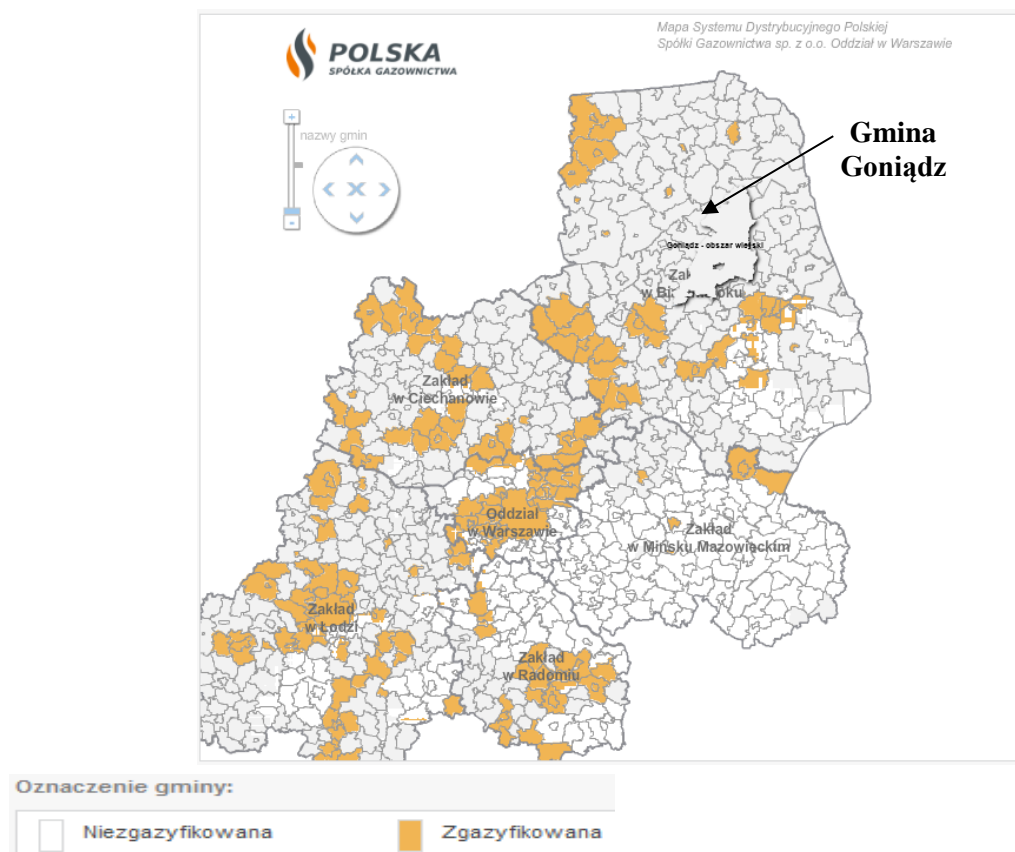 Mapa Systemu Dystrybucyjnego Polskiej
Spółki Gazownictwa sp. z o.o. Oddział w Warszawie
POLSKA
SPÓŁKA GAZOWNICTWA
nazwy gmin
Gmina
Goniądz
Goniądz - obszar wiejski
w
Zakład
w Ciechanowie
Oddział
w Warszawie
Zakład
w Mińsku Mazowieckim
Zakład
w Łodzi
Zakład
w Radomiu
Oznaczenie gminy:
Niezgazyfikowana
Zgazyfikowana